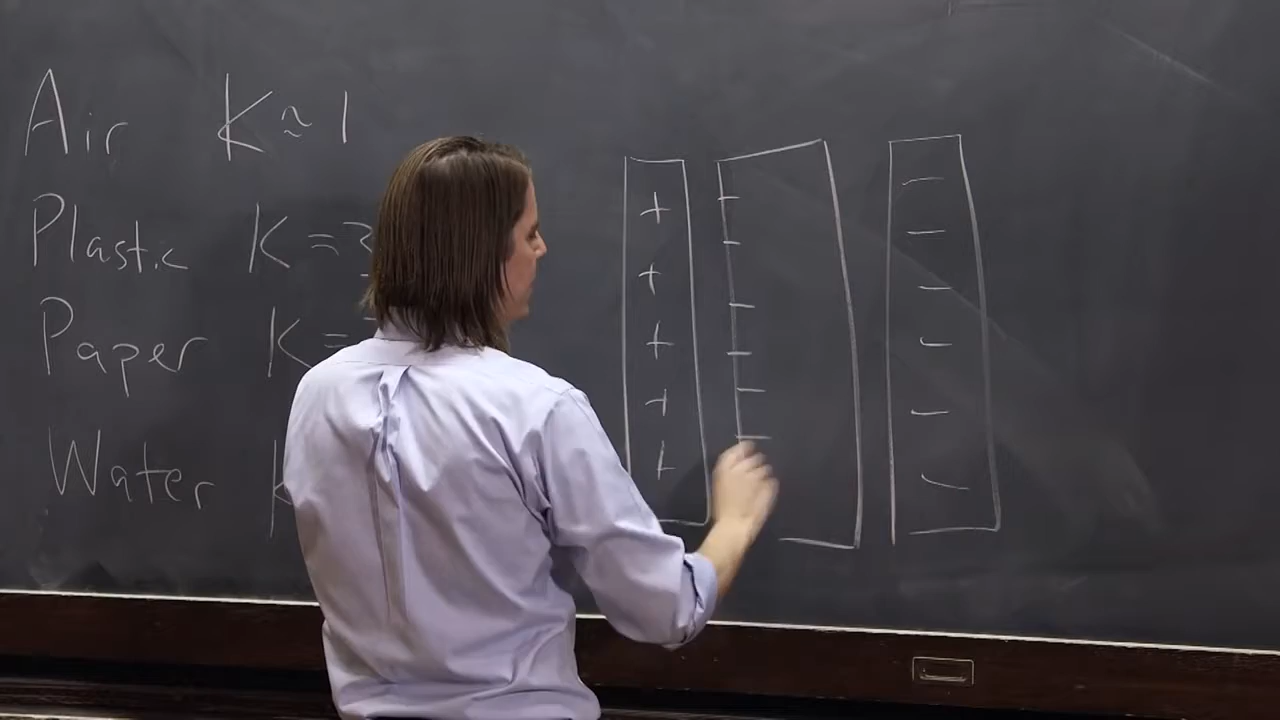 Air K ≈ 1
Plastic K = 3
Paper K =
Water K
+ −
+ −
+ −
+ −
+ −
− − − − − −